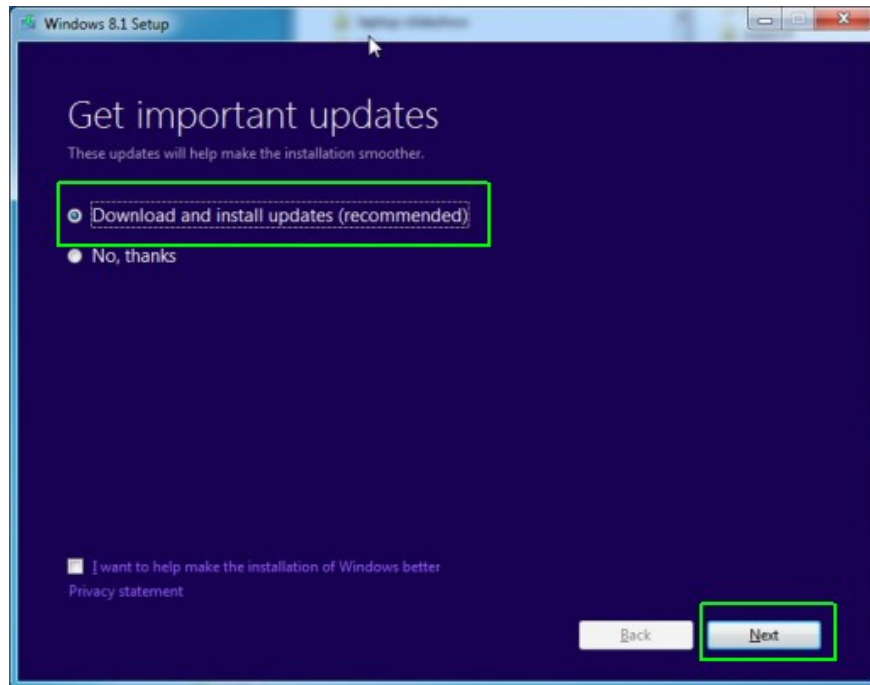 Windows 8.1 Setup
Get important updates
These updates will help make the installation smoother.
Download and install updates (recommended)
No, thanks
I want to help make the installation of Windows better
Privacy statement
Back
Next